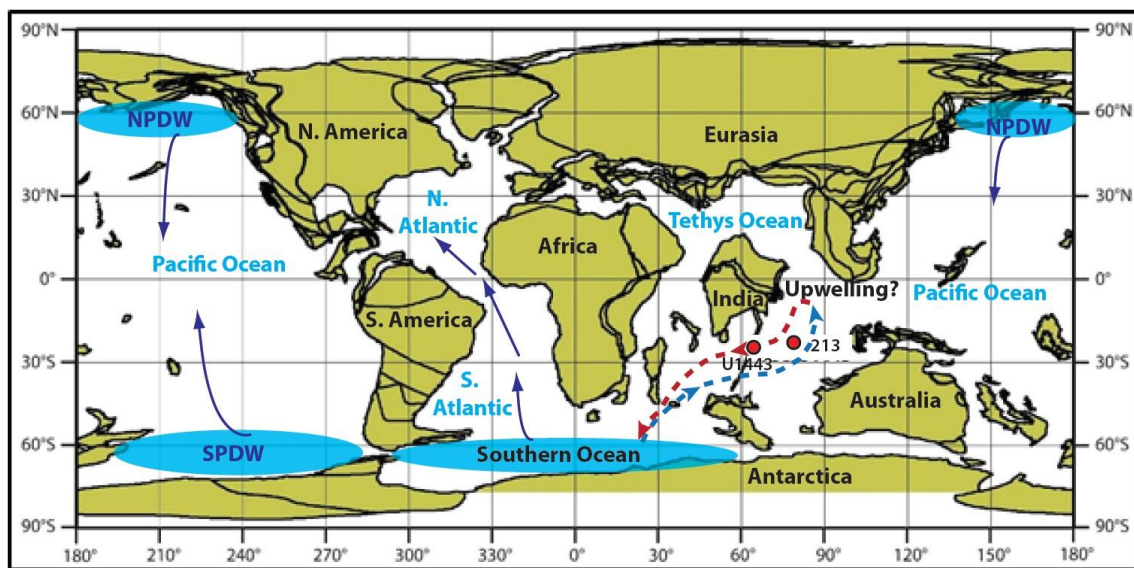 90°N
90°N
60°N
NPDW
N. America
Eurasia
NPDW
60°N
30°N
N.
Atlantic
Tethys Ocean
30°N
Africa
Pacific Ocean
0°
India
Upwelling?
Pacific Ocean
0°
S. America
U1443
213
30°S
30°S
S.
Atlantic
Australia
60°S
SPDW
Southern Ocean
60°S
Antarctica
90°S
90°S
180°
210°
240°
270°
300°
330°
0°
30°
60°
90°
120°
150°
180°